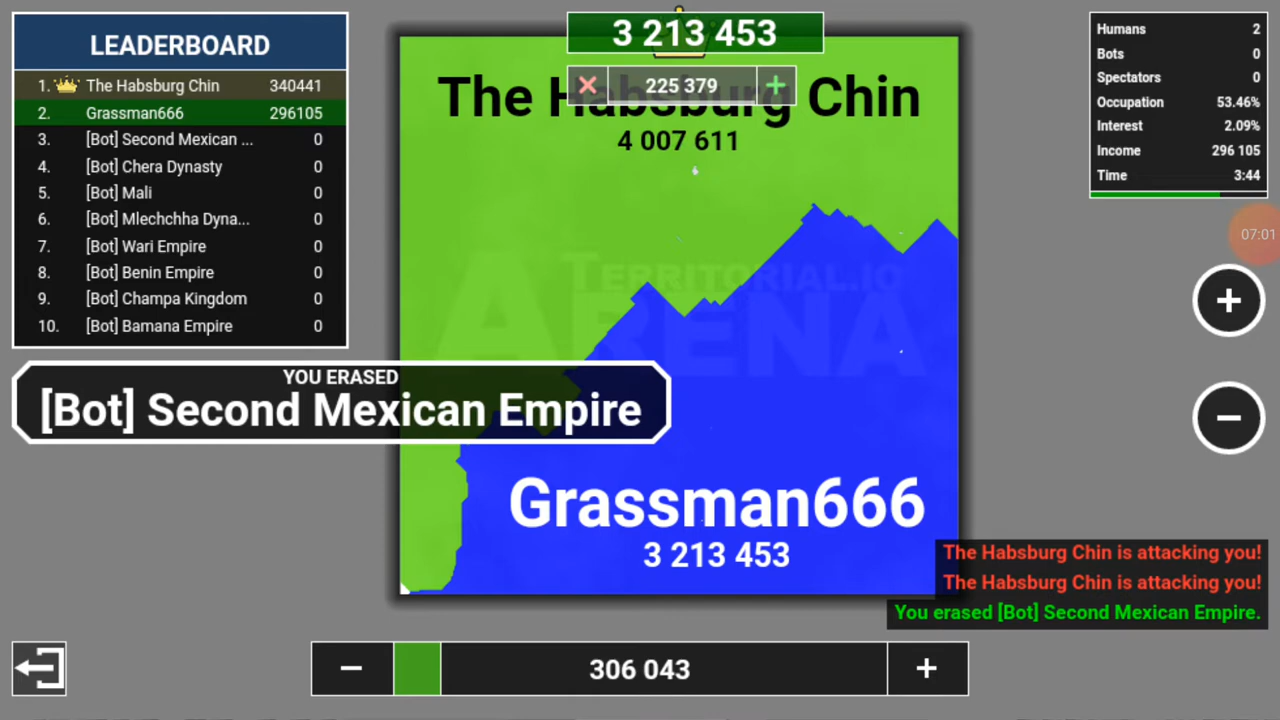 LEADERBOARD
1. The Habsburg Chin 340441
2. Grassman666 296105
3. [Bot] Second Mexican ... 0
4. [Bot] Chera Dynasty 0
5. [Bot] Mali 0
6. [Bot] Mlechchha Dyna... 0
7. [Bot] Wari Empire 0
8. [Bot] Benin Empire 0
9. [Bot] Champa Kingdom 0
10. [Bot] Bamana Empire 0
3 213 453
225 379 +
The Habsburg Chin
4 007 611
Humans 2
Bots 0
Spectators 0
Occupation 53.46%
Interest 2.09%
Income 296 105
Time 3:44
07:01
+
−
TERRITORIAL.IO
ARENA
YOU ERASED
[Bot] Second Mexican Empire
Grassman666
3 213 453
The Habsburg Chin is attacking you!
The Habsburg Chin is attacking you!
You erased [Bot] Second Mexican Empire.
− 306 043 +